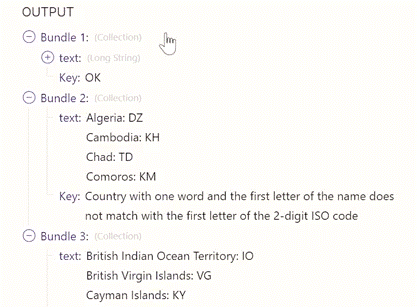 OUTPUT
Bundle 1: (Collection)
text: (Long String)
Key: OK
Bundle 2: (Collection)
text: Algeria: DZ
Cambodia: KH
Chad: TD
Comoros: KM
Key: Country with one word and the first letter of the name does
not match with the first letter of the 2-digit ISO code
Bundle 3: (Collection)
text: British Indian Ocean Territory: IO
British Virgin Islands: VG
Cayman Islands: KY